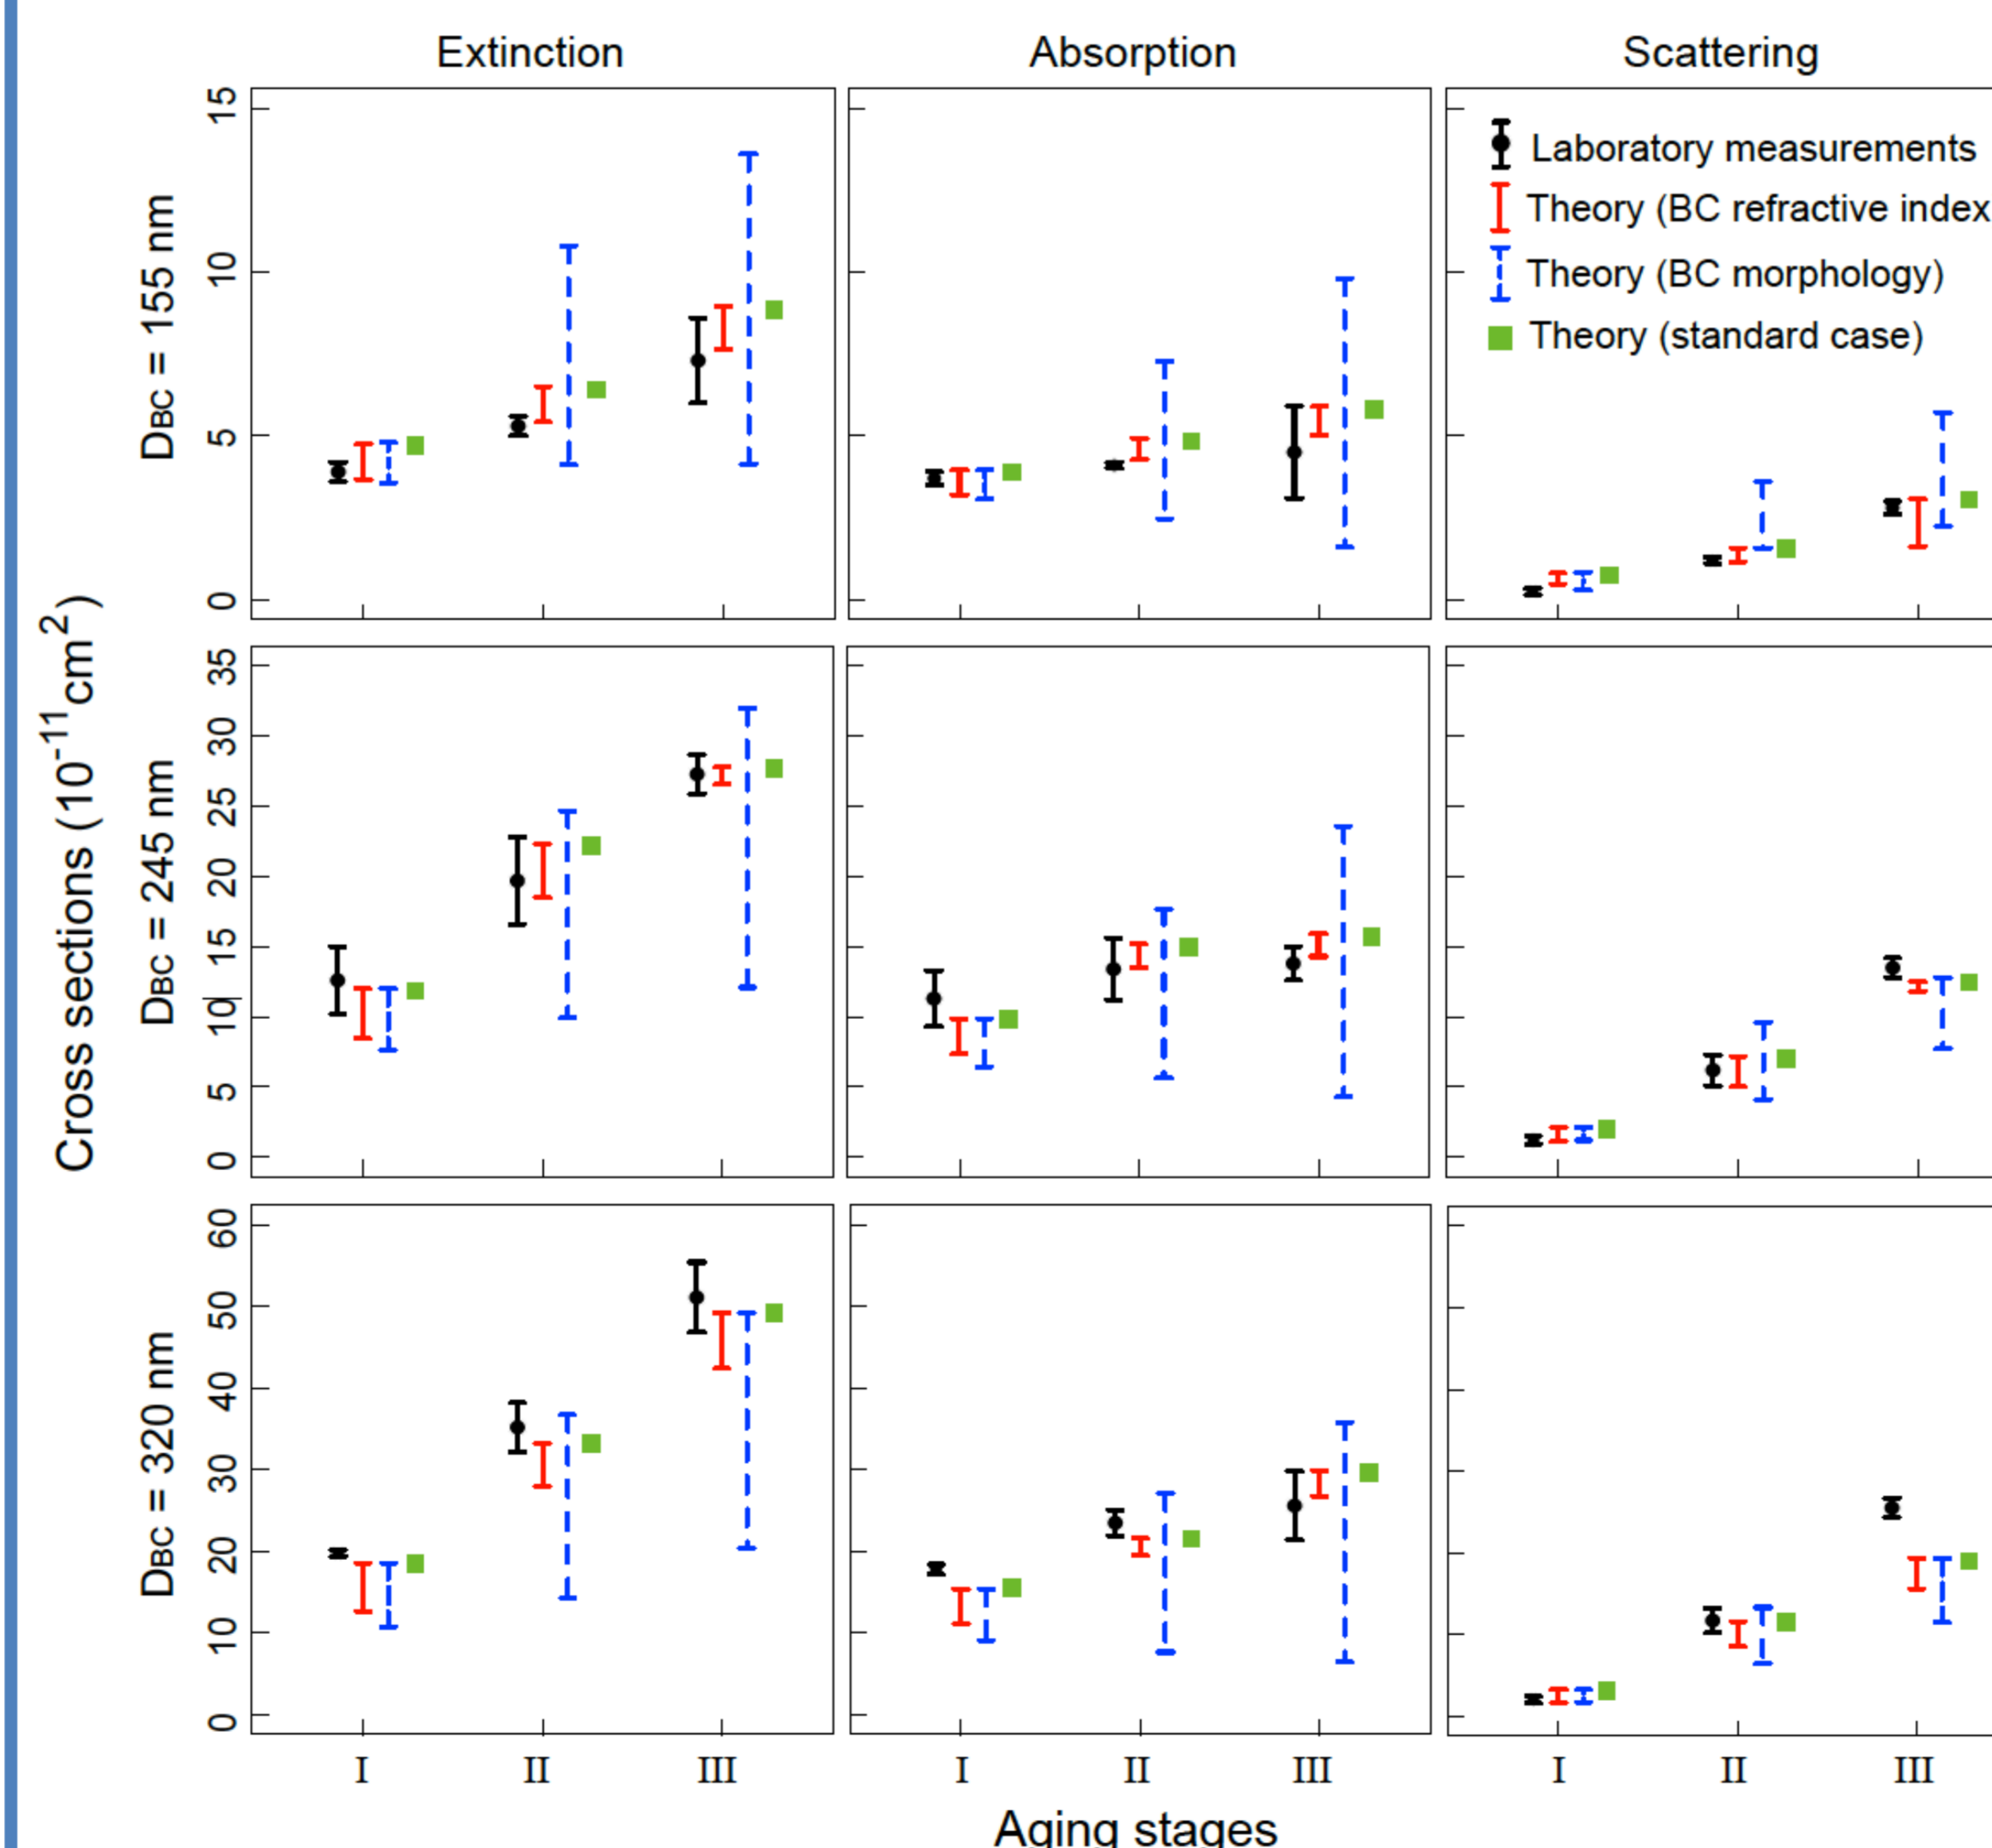 Extinction Absorption Scattering
15
10
5
0
DBC = 155 nm
Laboratory measurements
Theory (BC refractive index
Theory (BC morphology)
Theory (standard case)
Cross sections (10⁻¹¹cm²)
35
30
25
20
15
10
5
0
DBC = 245 nm
60
50
40
30
20
10
0
DBC = 320 nm
I II III I II III I II III
Aging stages